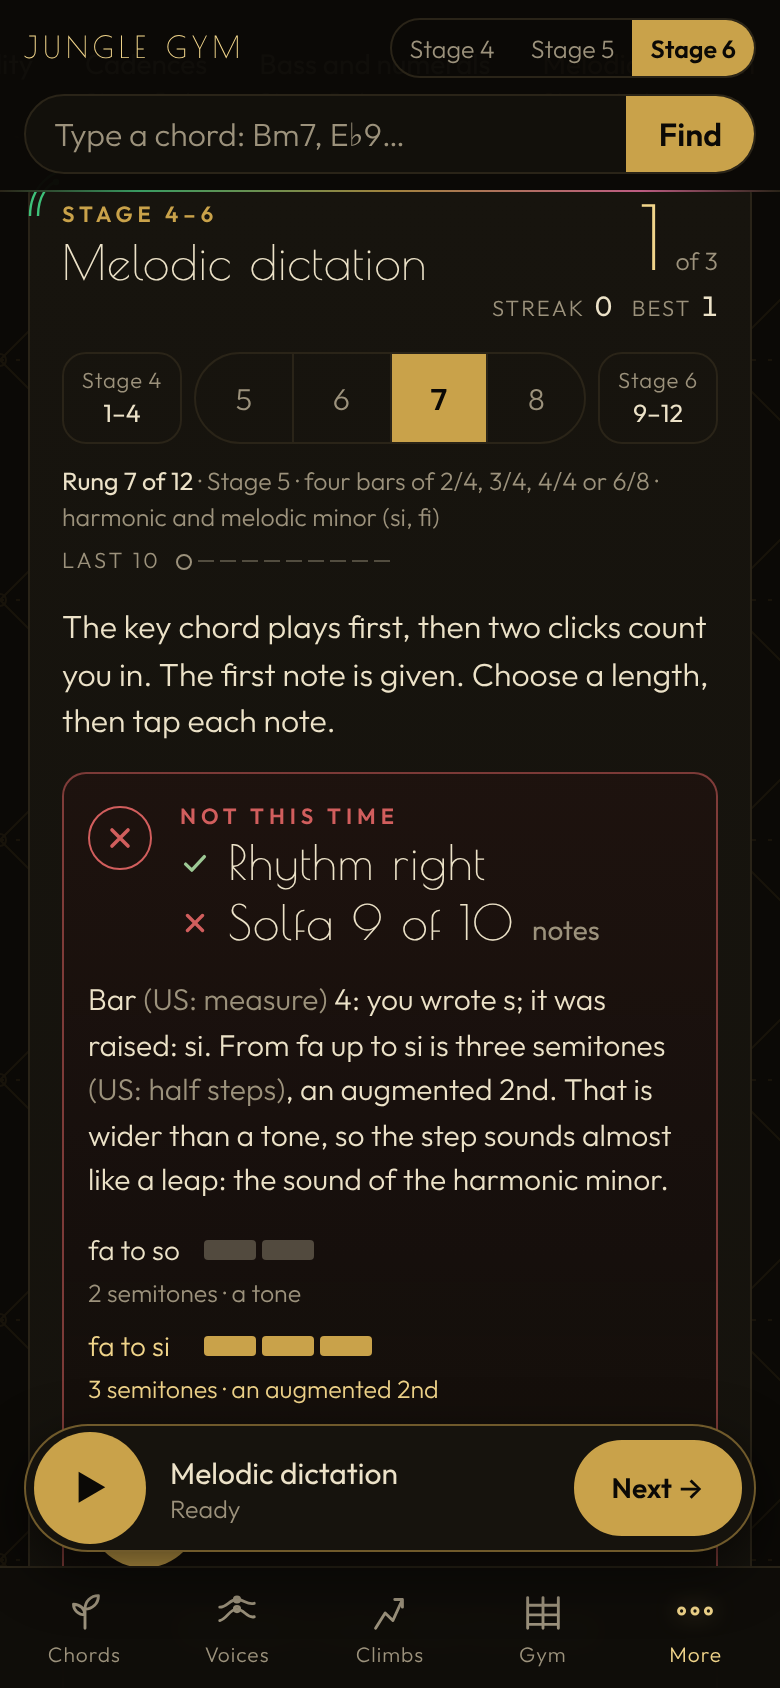 JUNGLE GYM
Stage 4 Stage 5 Stage 6
Cadences Bass and numerals
Type a chord: Bm7, E♭9... Find
STAGE 4–6
Melodic dictation
1 of 3
STREAK 0 BEST 1
Stage 4
1–4
5 6 7 8
Stage 6
9–12
Rung 7 of 12 · Stage 5 · four bars of 2/4, 3/4, 4/4 or 6/8 ·
harmonic and melodic minor (si, fi)
LAST 10
The key chord plays first, then two clicks count
you in. The first note is given. Choose a length,
then tap each note.
NOT THIS TIME
Rhythm right
Solfa 9 of 10 notes
Bar (US: measure) 4: you wrote s; it was
raised: si. From fa up to si is three semitones
(US: half steps), an augmented 2nd. That is
wider than a tone, so the step sounds almost
like a leap: the sound of the harmonic minor.
fa to so
2 semitones · a tone
fa to si
3 semitones · an augmented 2nd
Melodic dictation
Ready
Next →
Chords Voices Climbs Gym More